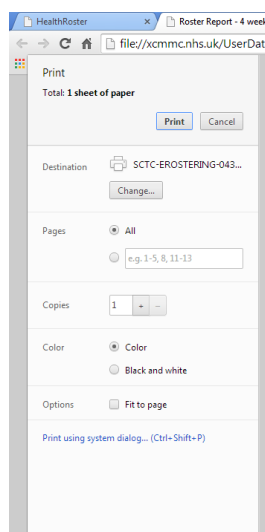 HealthRoster × Roster Report - 4 week
file://xcmmc.nhs.uk/UserDat
Print
Total: 1 sheet of paper
Print Cancel
Destination SCTC-EROSTERING-043...
Change...
Pages All
e.g. 1-5, 8, 11-13
Copies 1 + -
Color Color
Black and white
Options Fit to page
Print using system dialog... (Ctrl+Shift+P)